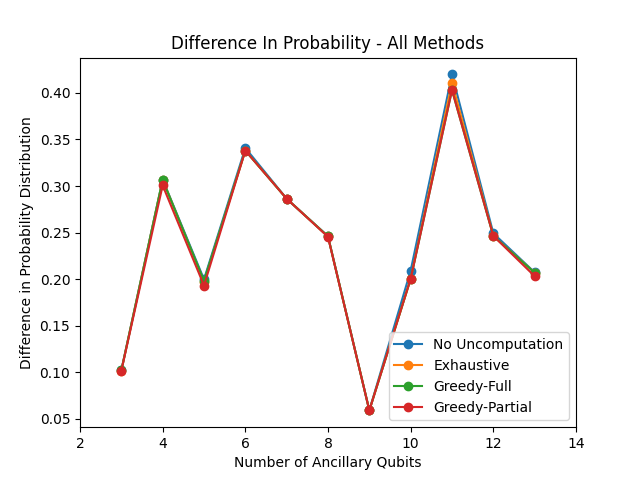 Difference In Probability - All Methods
Difference in Probability Distribution
0.40
0.35
0.30
0.25
0.20
0.15
0.10
0.05
No Uncomputation
Exhaustive
Greedy-Full
Greedy-Partial
2 4 6 8 10 12 14
Number of Ancillary Qubits